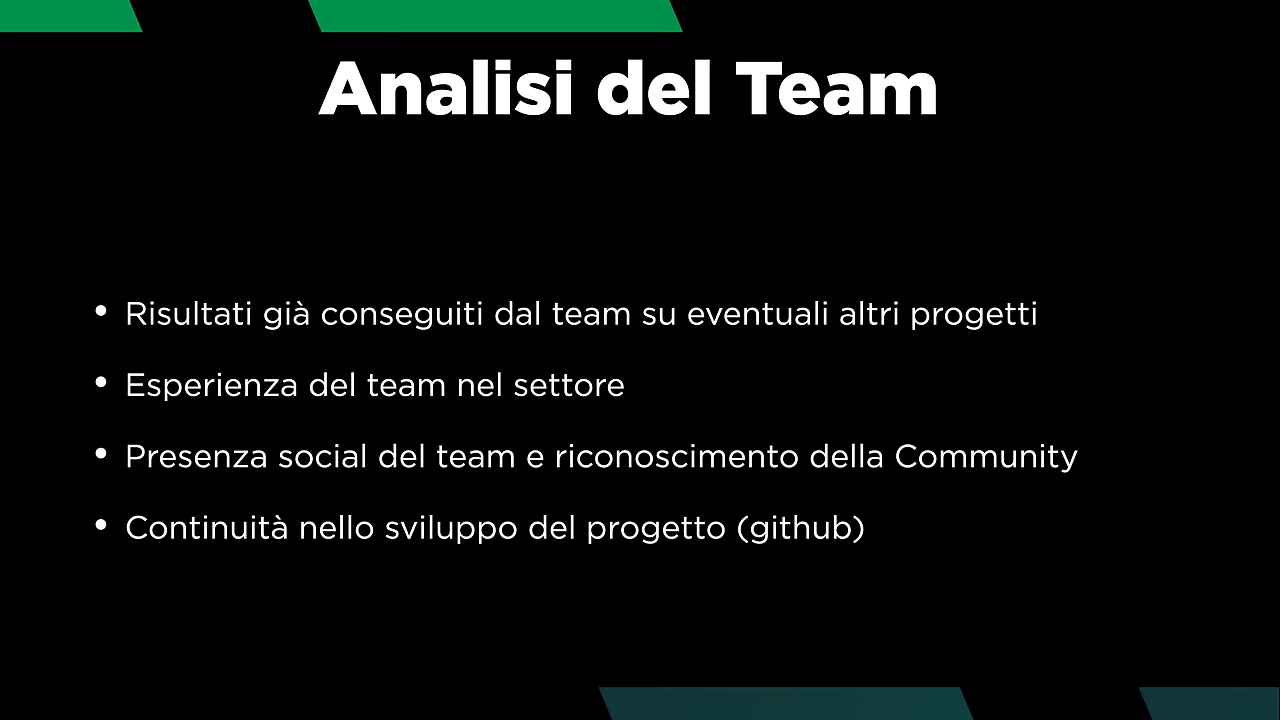 Analisi del Team
• Risultati già conseguiti dal team su eventuali altri progetti
• Esperienza del team nel settore
• Presenza social del team e riconoscimento della Community
• Continuità nello sviluppo del progetto (github)